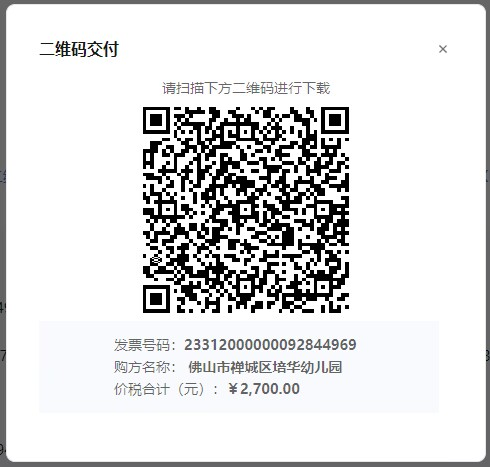 二维码交付
×
请扫描下方二维码进行下载
发票号码：23312000000092844969
购方名称： 佛山市禅城区培华幼儿园
价税合计（元）：￥2,700.00